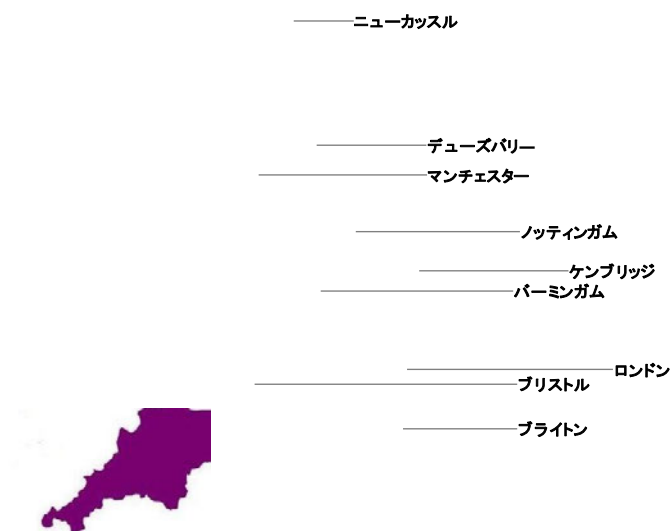 ニューカッスル
デューズバリー
マンチェスター
ノッティンガム
ケンブリッジ
バーミンガム
ロンドン
ブリストル
ブライトン